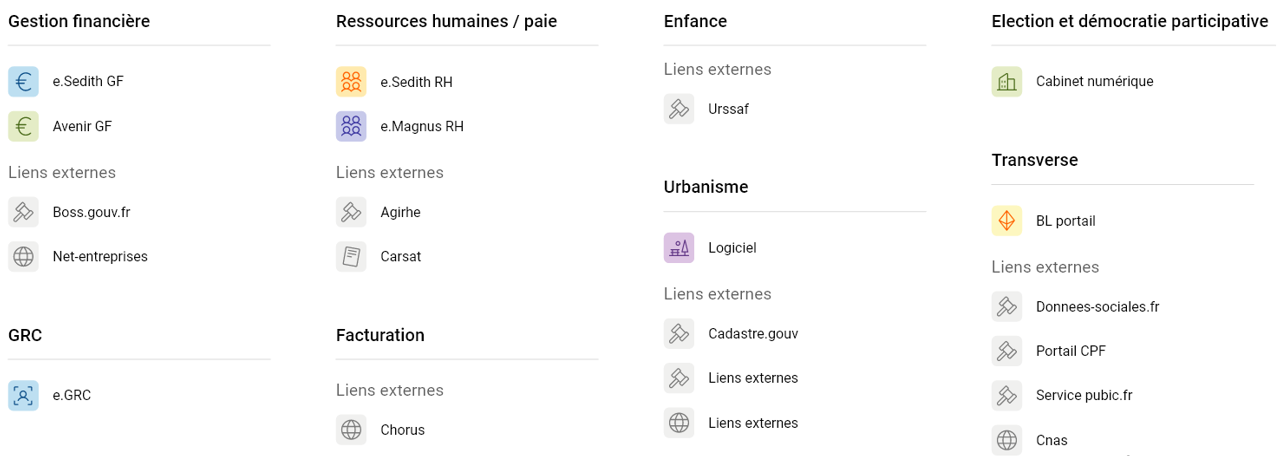 Gestion financière
e.Sedith GF
Avenir GF
Liens externes
Boss.gouv.fr
Net-entreprises
GRC
e.GRC
Ressources humaines / paie
e.Sedith RH
e.Magnus RH
Liens externes
Agirhe
Carsat
Facturation
Liens externes
Chorus
Enfance
Liens externes
Urssaf
Urbanisme
Logiciel
Liens externes
Cadastre.gouv
Liens externes
Liens externes
Election et démocratie participative
Cabinet numérique
Transverse
BL portail
Liens externes
Donnees-sociales.fr
Portail CPF
Service pubic.fr
Cnas